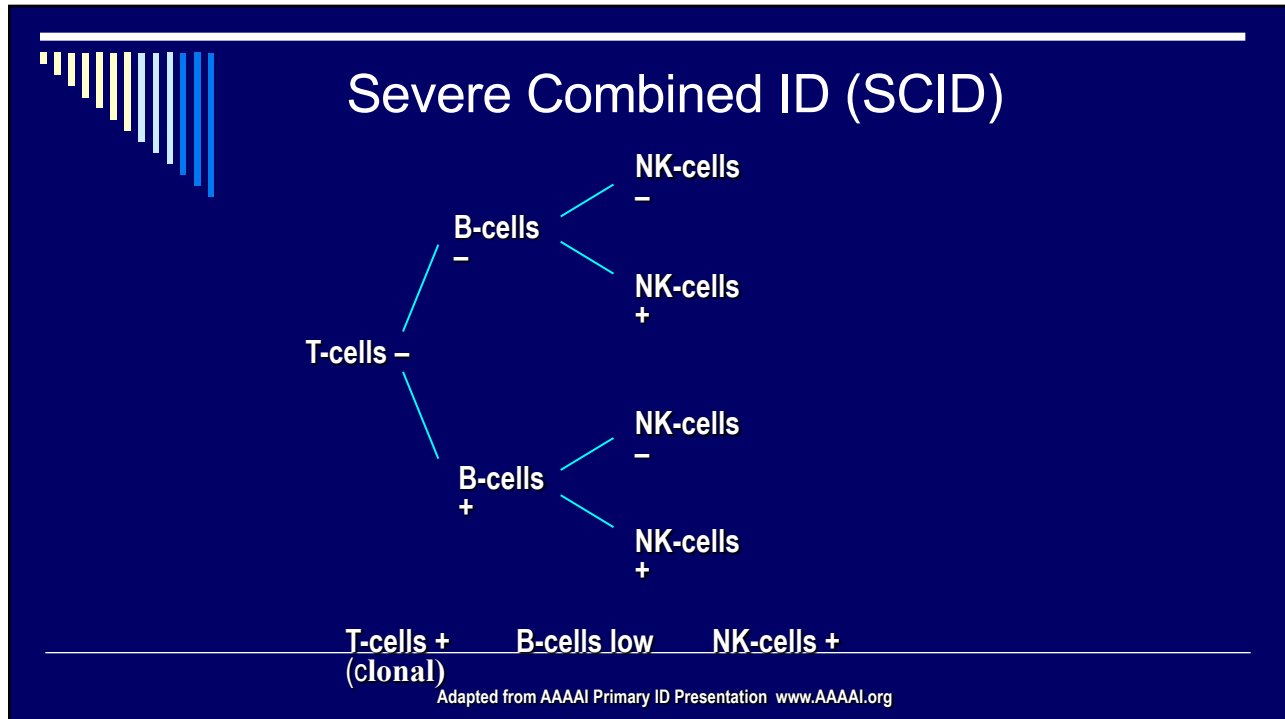 Severe Combined ID (SCID)
NK-cells
–
B-cells
–
NK-cells
+
T-cells –
NK-cells
–
B-cells
+
NK-cells
+
T-cells + B-cells low NK-cells +
(clonal)
Adapted from AAAAI Primary ID Presentation www.AAAAI.org